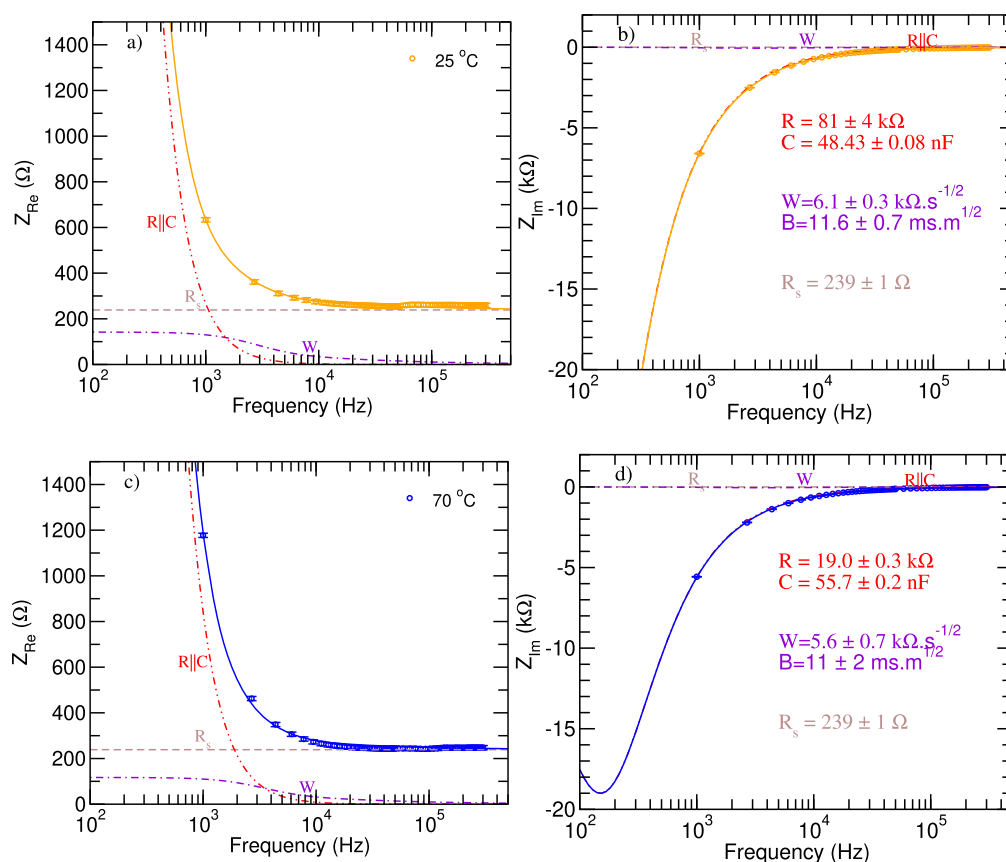 a)
25 °C
1400
1200
1000
800
600
400
200
0
Z_Re (Ω)
R||C
R_s
W
10^2
10^3
10^4
10^5
Frequency (Hz)
b)
R_s
W
R||C
0
-5
-10
-15
-20
Z_Im (kΩ)
R = 81 ± 4 kΩ
C = 48.43 ± 0.08 nF
W=6.1 ± 0.3 kΩ.s^-1/2
B=11.6 ± 0.7 ms.m^1/2
R_s = 239 ± 1 Ω
10^2
10^3
10^4
10^5
Frequency (Hz)
c)
70 °C
1400
1200
1000
800
600
400
200
0
Z_Re (Ω)
R||C
R_s
W
10^2
10^3
10^4
10^5
Frequency (Hz)
d)
R_s
W
R||C
0
-5
-10
-15
-20
Z_Im (kΩ)
R = 19.0 ± 0.3 kΩ
C = 55.7 ± 0.2 nF
W=5.6 ± 0.7 kΩ.s^-1/2
B=11 ± 2 ms.m^1/2
R_s = 239 ± 1 Ω
10^2
10^3
10^4
10^5
Frequency (Hz)